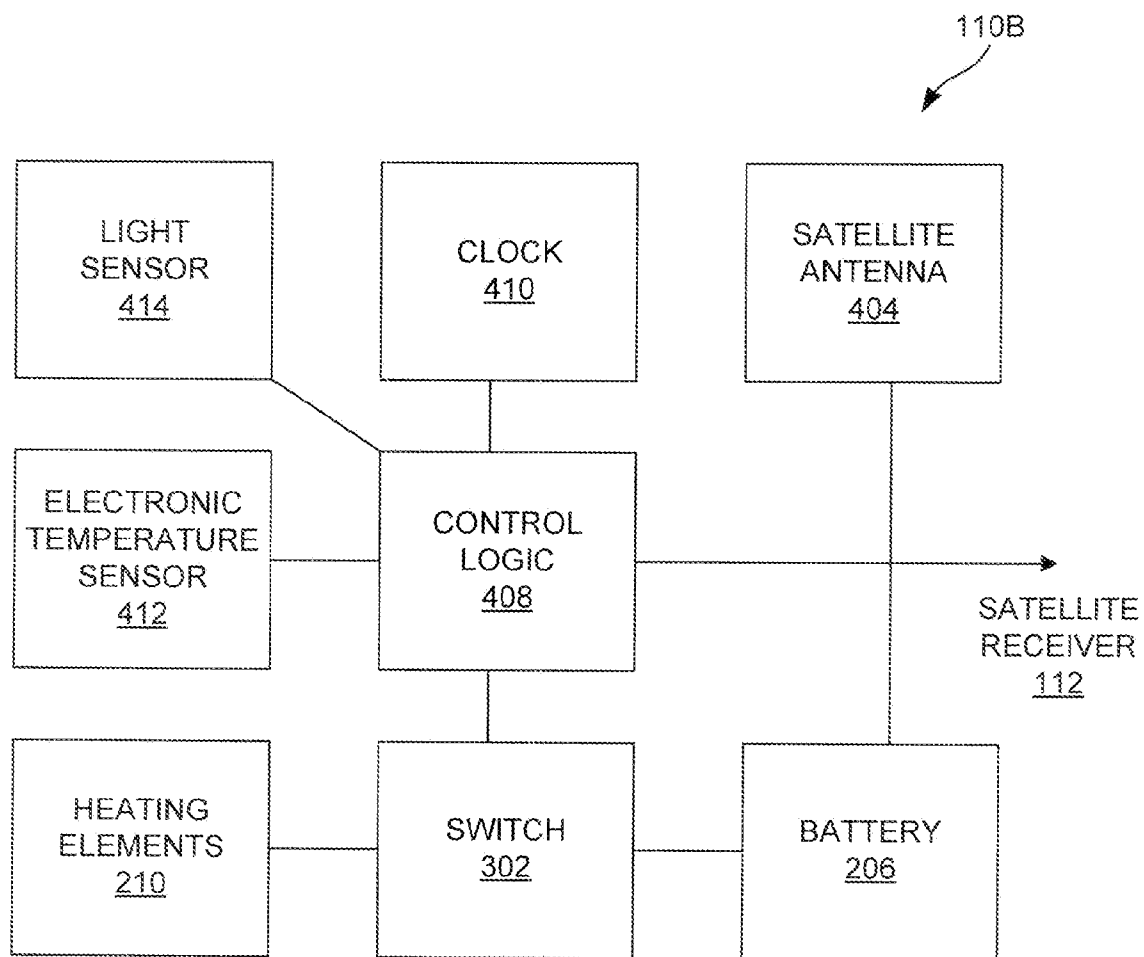 110B
LIGHT
SENSOR
414
CLOCK
410
SATELLITE
ANTENNA
404
ELECTRONIC
TEMPERATURE
SENSOR
412
CONTROL
LOGIC
408
SATELLITE
RECEIVER
112
HEATING
ELEMENTS
210
SWITCH
302
BATTERY
206